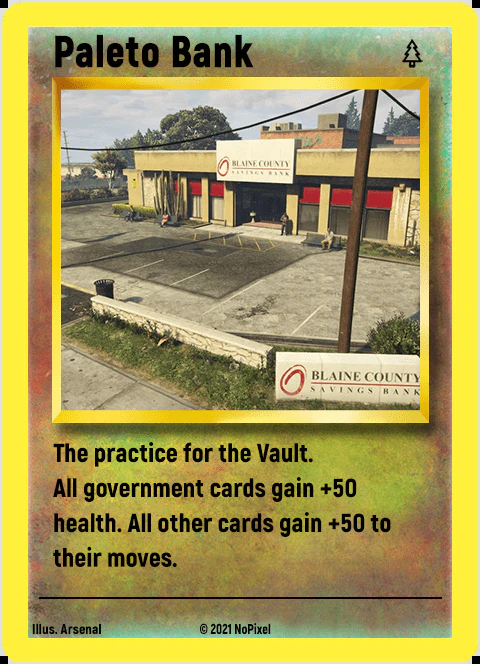 Paleto Bank
BLAINE COUNTY
SAVINGS BANK
BLAINE COUNTY
SAVINGS BANK
The practice for the Vault.
All government cards gain +50
health. All other cards gain +50 to
their moves.
Illus. Arsenal © 2021 NoPixel